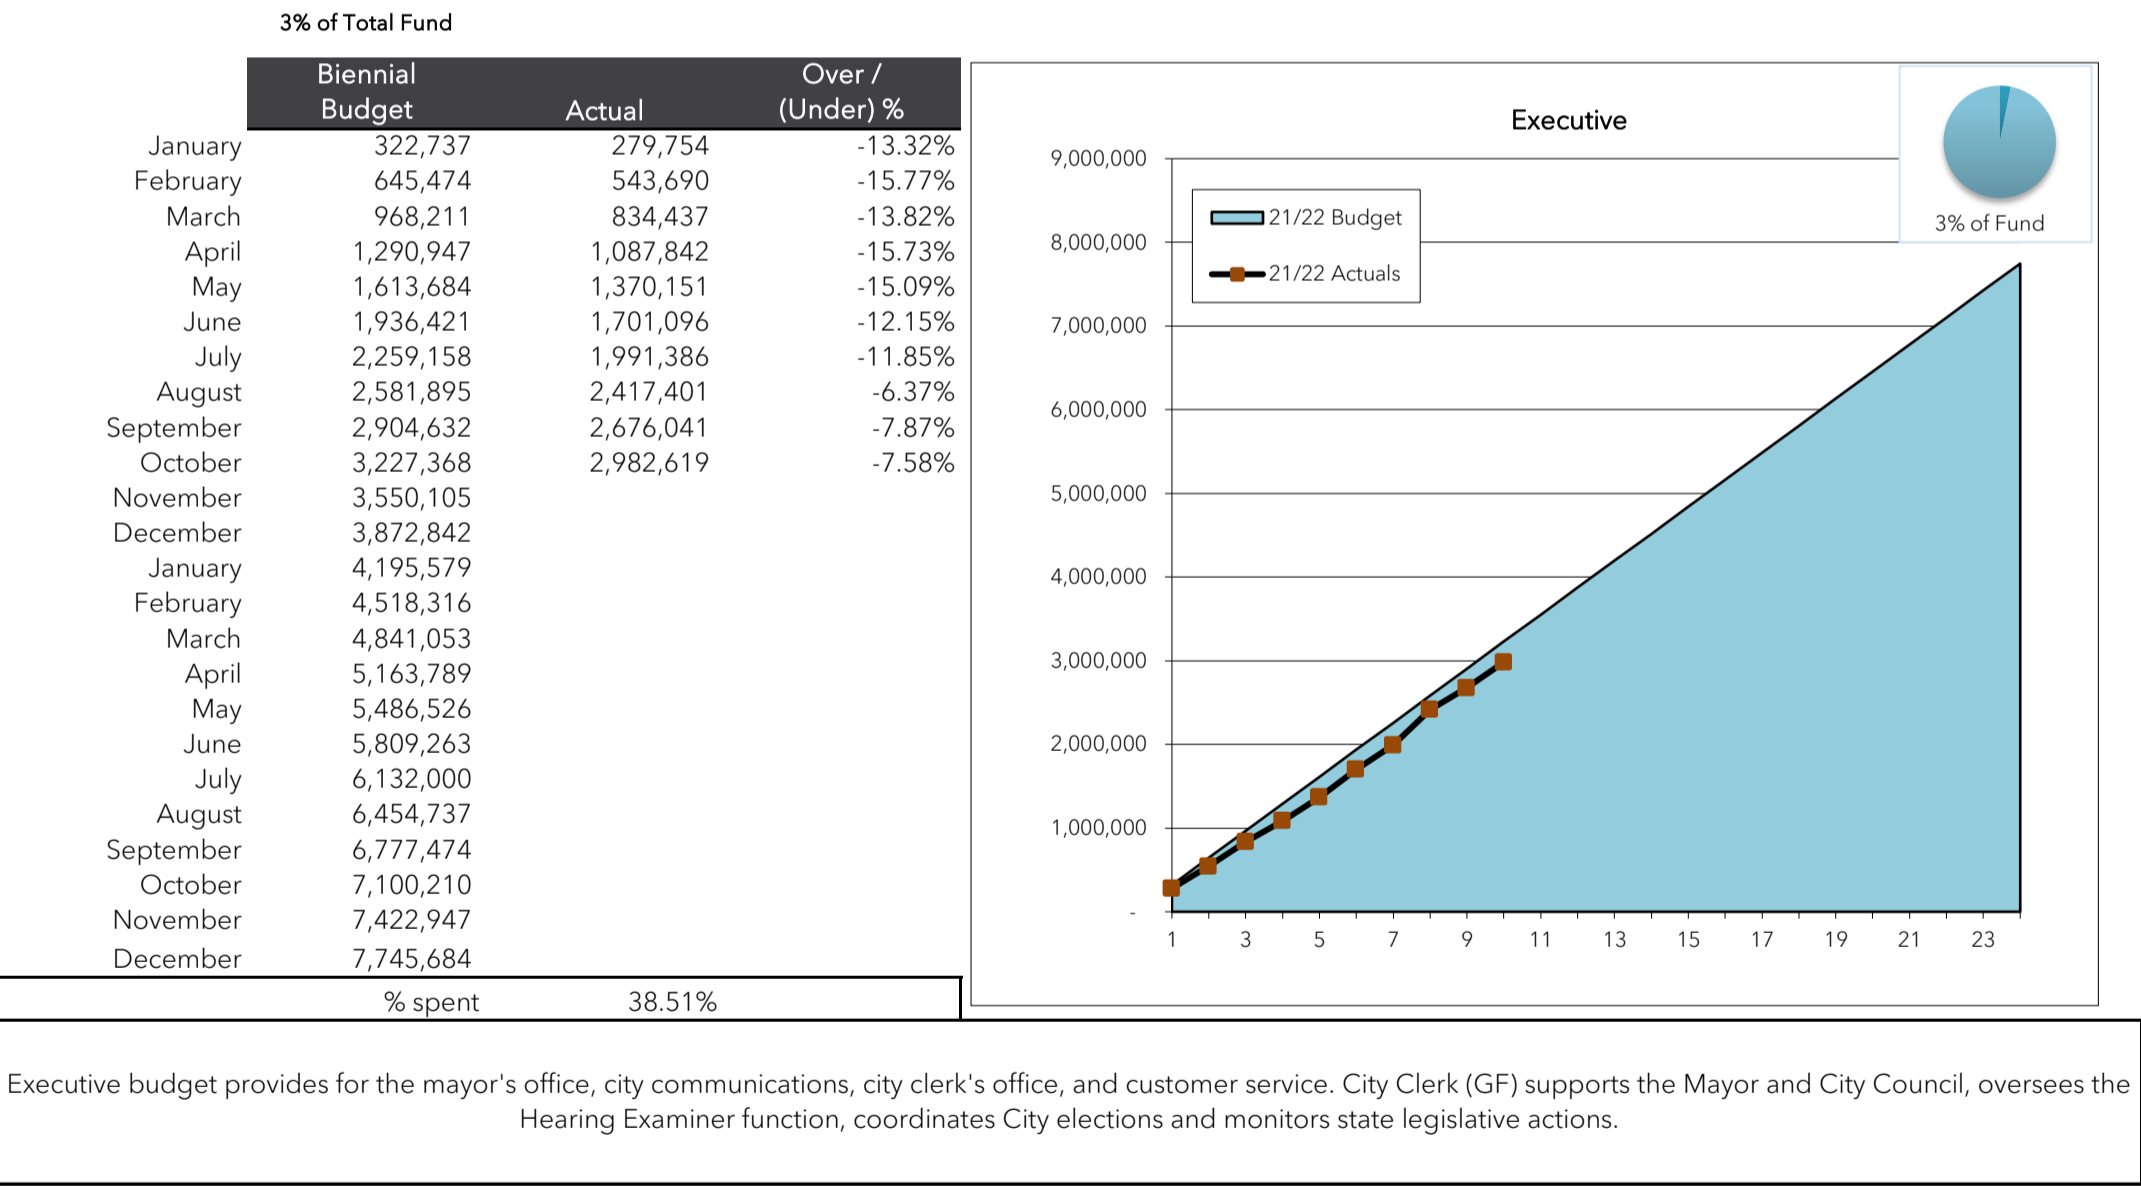 3% of Total Fund
Biennial Budget Actual Over / (Under) %
January 322,737 279,754 -13.32%
February 645,474 543,690 -15.77%
March 968,211 834,437 -13.82%
April 1,290,947 1,087,842 -15.73%
May 1,613,684 1,370,151 -15.09%
June 1,936,421 1,701,096 -12.15%
July 2,259,158 1,991,386 -11.85%
August 2,581,895 2,417,401 -6.37%
September 2,904,632 2,676,041 -7.87%
October 3,227,368 2,982,619 -7.58%
November 3,550,105
December 3,872,842
January 4,195,579
February 4,518,316
March 4,841,053
April 5,163,789
May 5,486,526
June 5,809,263
July 6,132,000
August 6,454,737
September 6,777,474
October 7,100,210
November 7,422,947
December 7,745,684
% spent 38.51%
Executive
3% of Fund
21/22 Budget
21/22 Actuals
9,000,000
8,000,000
7,000,000
6,000,000
5,000,000
4,000,000
3,000,000
2,000,000
1,000,000
-
1 3 5 7 9 11 13 15 17 19 21 23
Executive budget provides for the mayor's office, city communications, city clerk's office, and customer service. City Clerk (GF) supports the Mayor and City Council, oversees the
Hearing Examiner function, coordinates City elections and monitors state legislative actions.